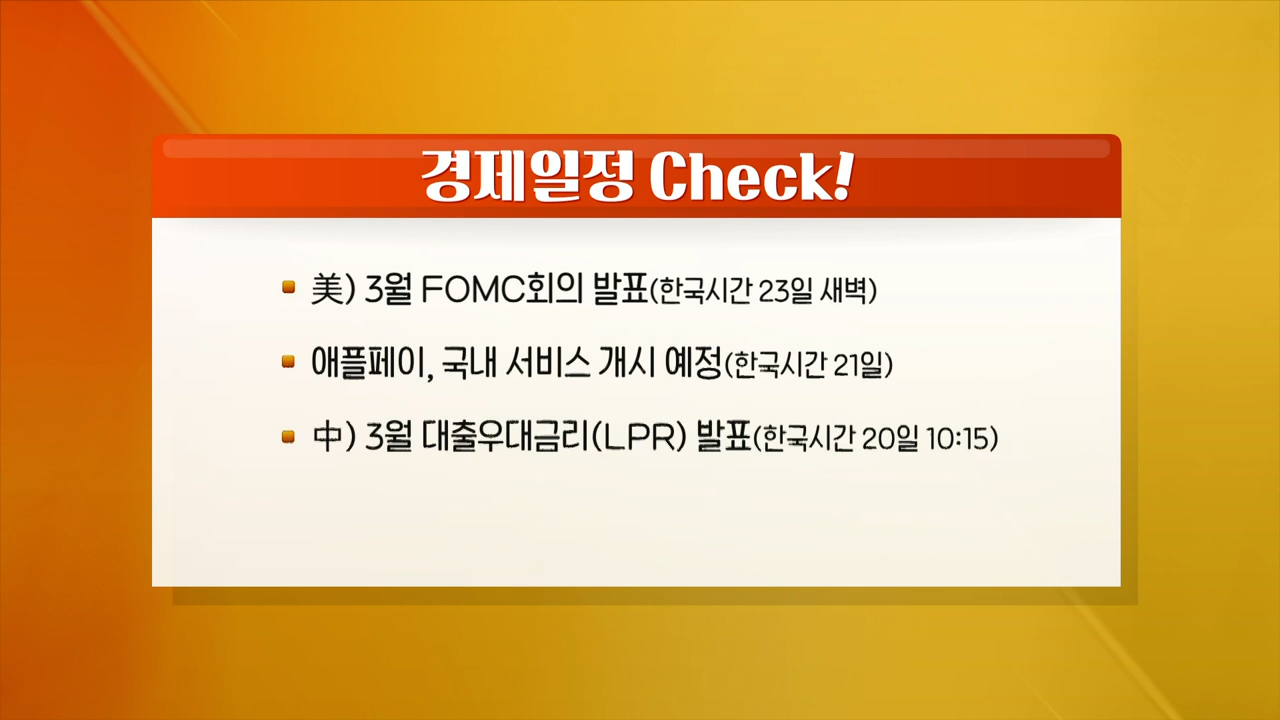 경제일정 Check!
美) 3월 FOMC회의 발표(한국시간 23일 새벽)
애플페이, 국내 서비스 개시 예정(한국시간 21일)
中) 3월 대출우대금리(LPR) 발표(한국시간 20일 10:15)